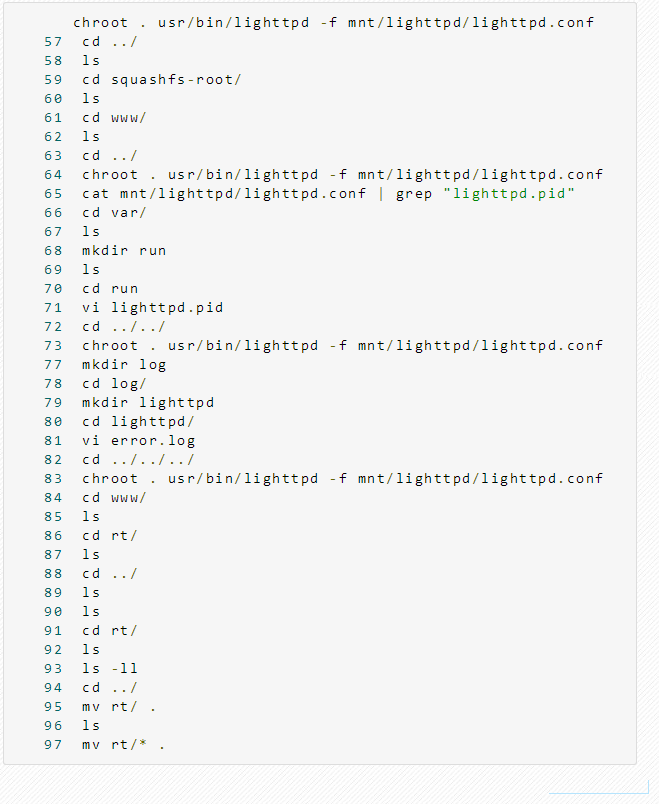 chroot . usr/bin/lighttpd -f mnt/lighttpd/lighttpd.conf
57 cd ../
58 ls
59 cd squashfs-root/
60 ls
61 cd www/
62 ls
63 cd ../
64 chroot . usr/bin/lighttpd -f mnt/lighttpd/lighttpd.conf
65 cat mnt/lighttpd/lighttpd.conf | grep "lighttpd.pid"
66 cd var/
67 ls
68 mkdir run
69 ls
70 cd run
71 vi lighttpd.pid
72 cd ../../
73 chroot . usr/bin/lighttpd -f mnt/lighttpd/lighttpd.conf
77 mkdir log
78 cd log/
79 mkdir lighttpd
80 cd lighttpd/
81 vi error.log
82 cd ../../../
83 chroot . usr/bin/lighttpd -f mnt/lighttpd/lighttpd.conf
84 cd www/
85 ls
86 cd rt/
87 ls
88 cd ../
89 ls
90 ls
91 cd rt/
92 ls
93 ls -ll
94 cd ../
95 mv rt/ .
96 ls
97 mv rt/* .